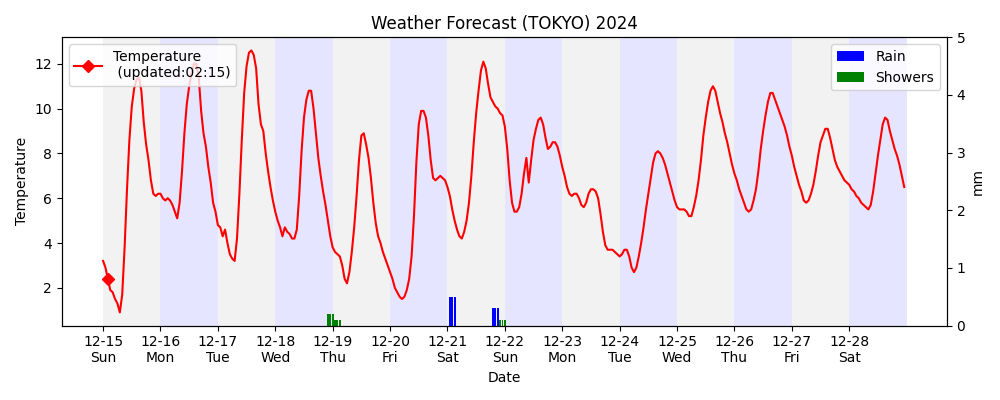 Weather Forecast (TOKYO) 2024
Temperature
(updated:02:15)
Rain
Showers
Temperature
12
10
8
6
4
2
5
4
3
2
1
0
mm
12-15 12-16 12-17 12-18 12-19 12-20 12-21 12-22 12-23 12-24 12-25 12-26 12-27 12-28
Sun Mon Tue Wed Thu Fri Sat Sun Mon Tue Wed Thu Fri Sat
Date